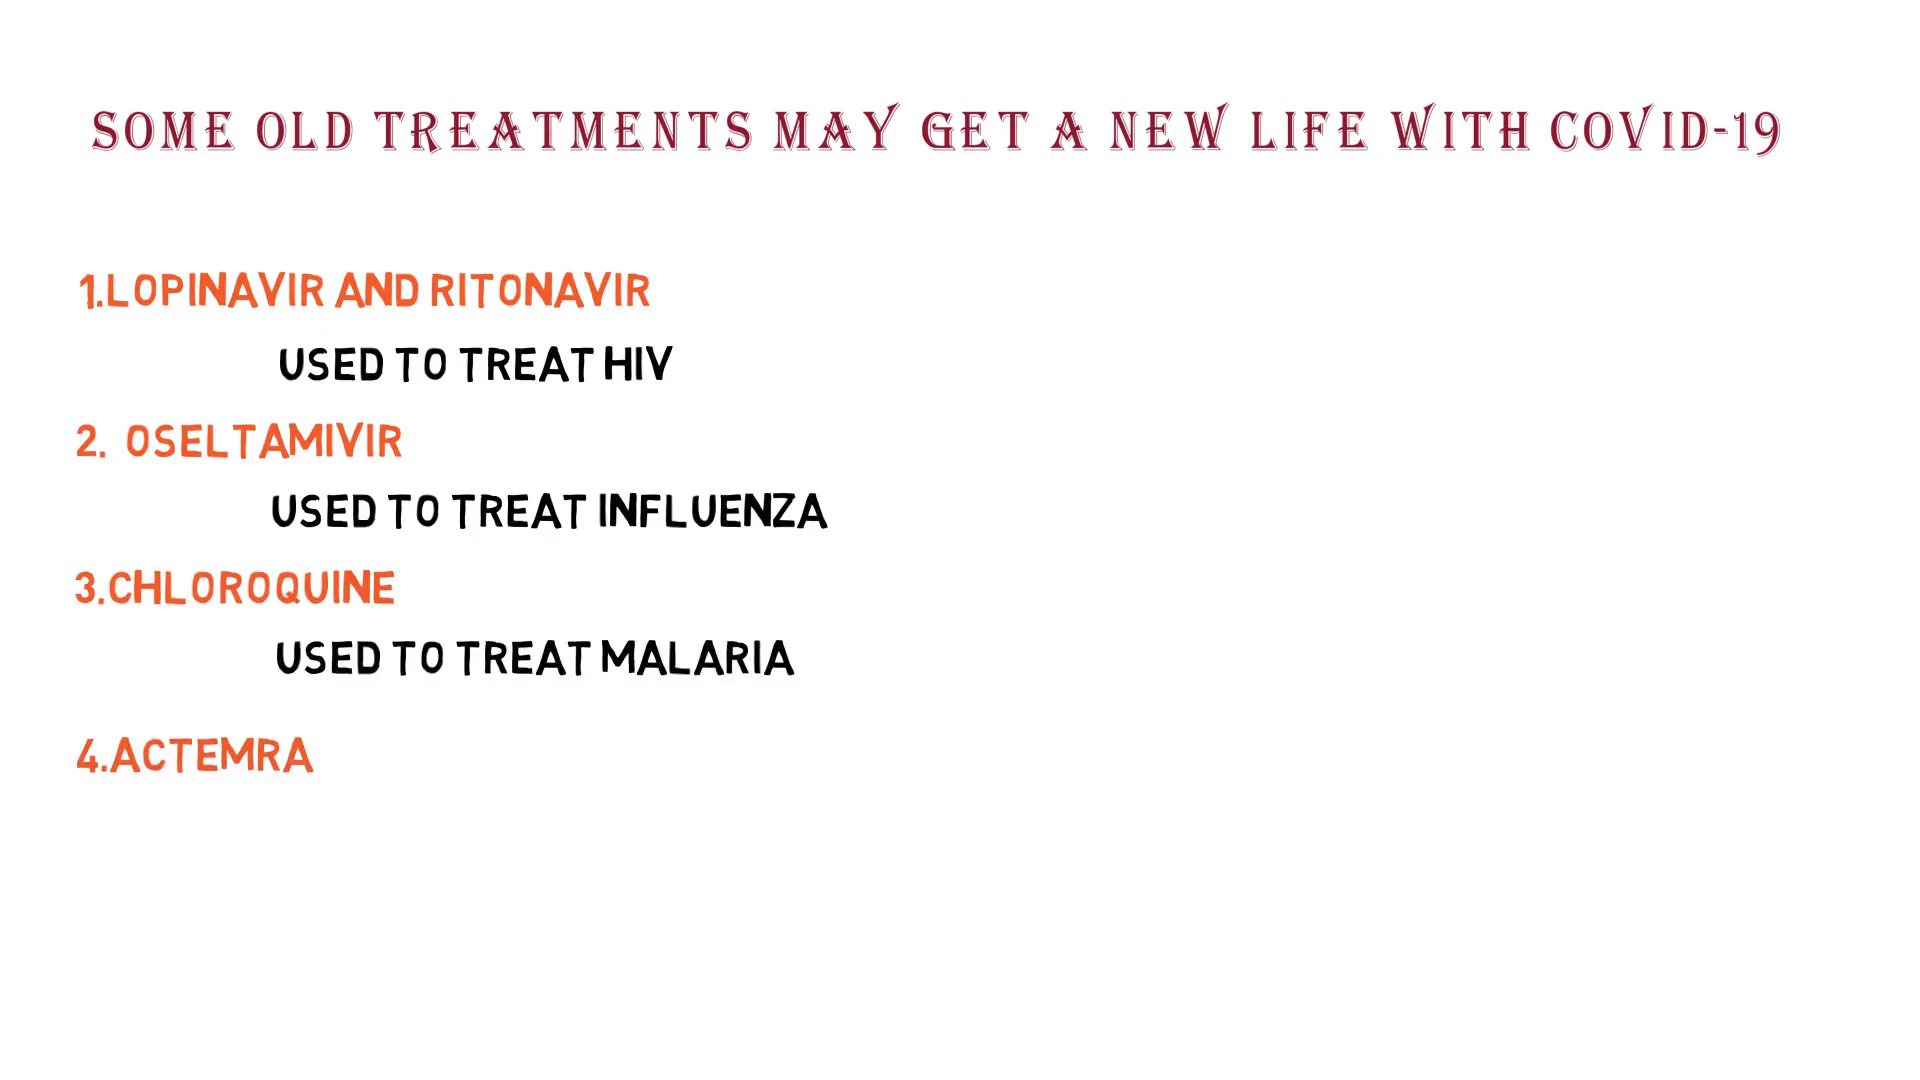 SOME OLD TREATMENTS MAY GET A NEW LIFE WITH COVID-19
1.LOPINAVIR AND RITONAVIR
USED TO TREAT HIV
2. OSELTAMIVIR
USED TO TREAT INFLUENZA
3.CHLOROQUINE
USED TO TREAT MALARIA
4.ACTEMRA